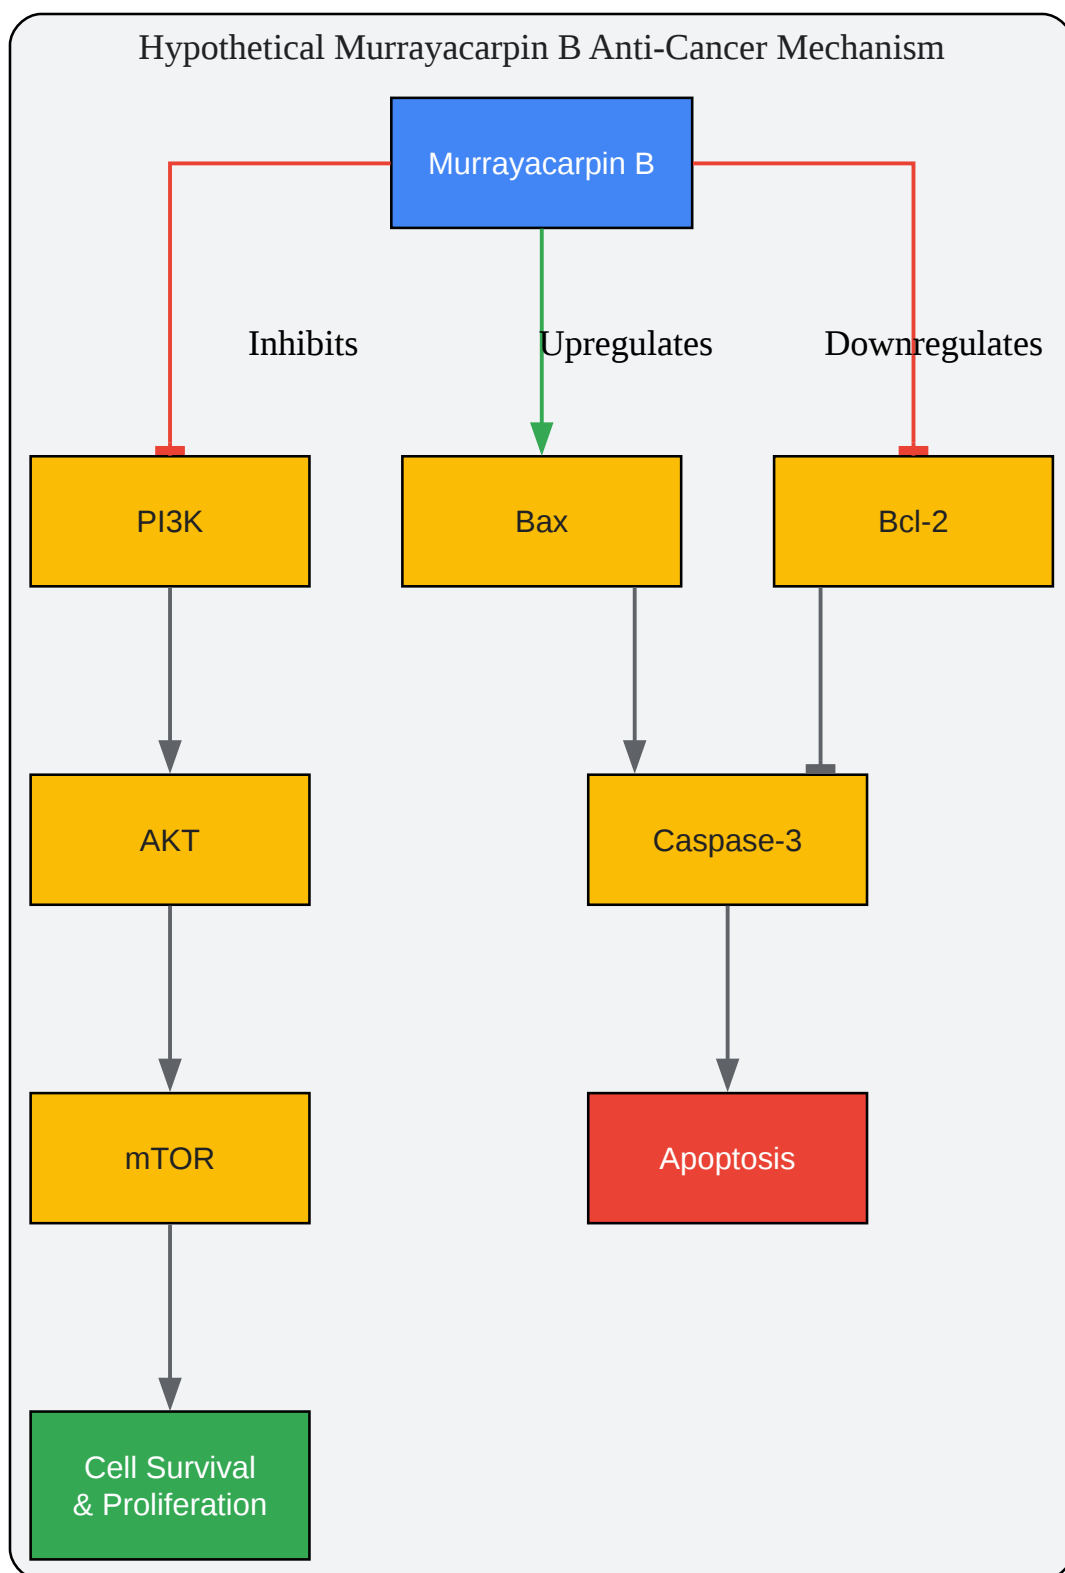 Hypothetical Murrayacarpin B Anti-Cancer Mechanism
Murrayacarpin B
Inhibits
Upregulates
Downregulates
PI3K
Bax
Bcl-2
AKT
Caspase-3
mTOR
Apoptosis
Cell Survival
& Proliferation